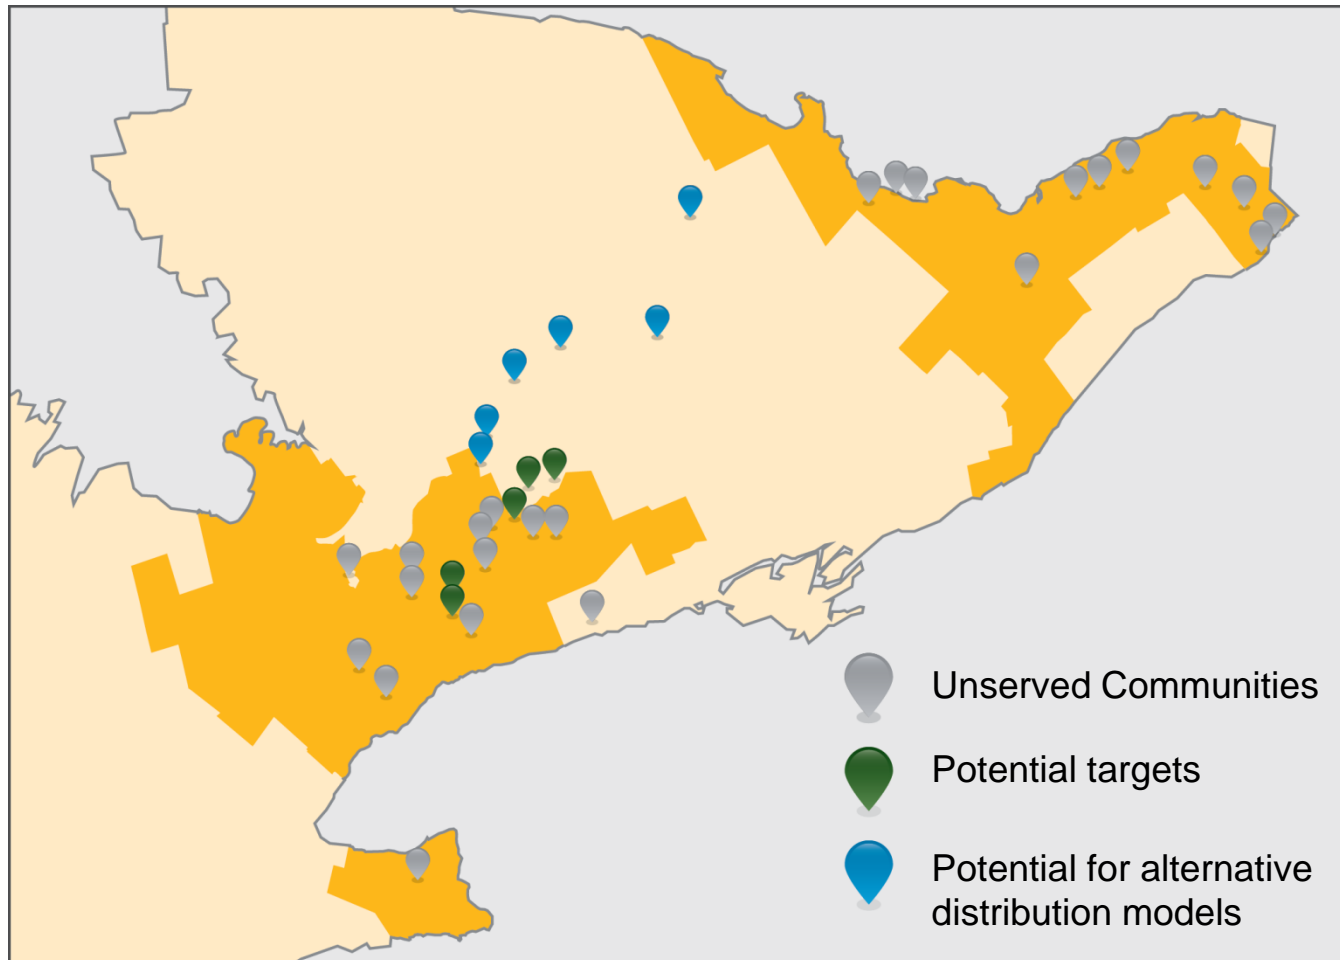 Unserved Communities
Potential targets
Potential for alternative
distribution models